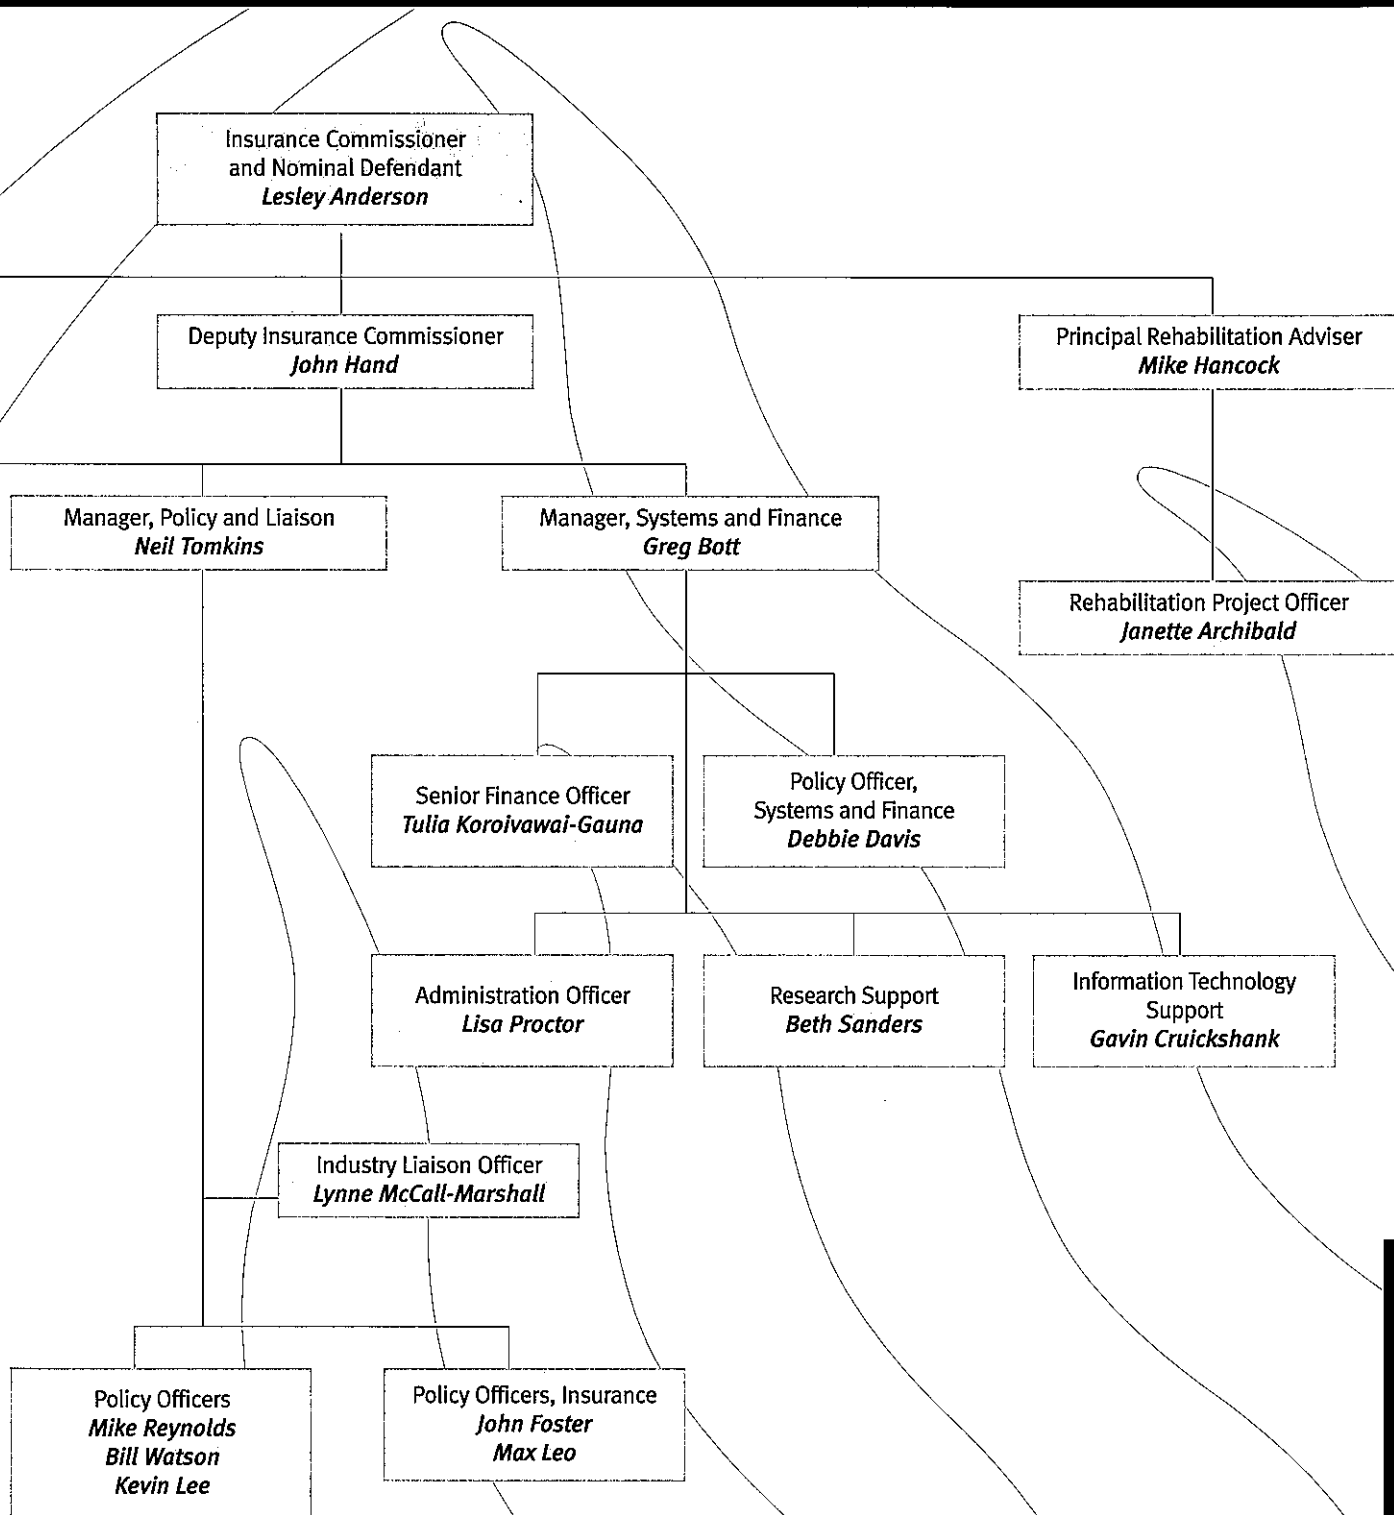 Insurance Commissioner
and Nominal Defendant
Lesley Anderson
Deputy Insurance Commissioner
John Hand
Principal Rehabilitation Adviser
Mike Hancock
Manager, Policy and Liaison
Neil Tomkins
Manager, Systems and Finance
Greg Bott
Rehabilitation Project Officer
Janette Archibald
Senior Finance Officer
Tulia Koroivawai-Gauna
Policy Officer,
Systems and Finance
Debbie Davis
Administration Officer
Lisa Proctor
Research Support
Beth Sanders
Information Technology
Support
Gavin Cruickshank
Industry Liaison Officer
Lynne McCall-Marshall
Policy Officers
Mike Reynolds
Bill Watson
Kevin Lee
Policy Officers, Insurance
John Foster
Max Leo